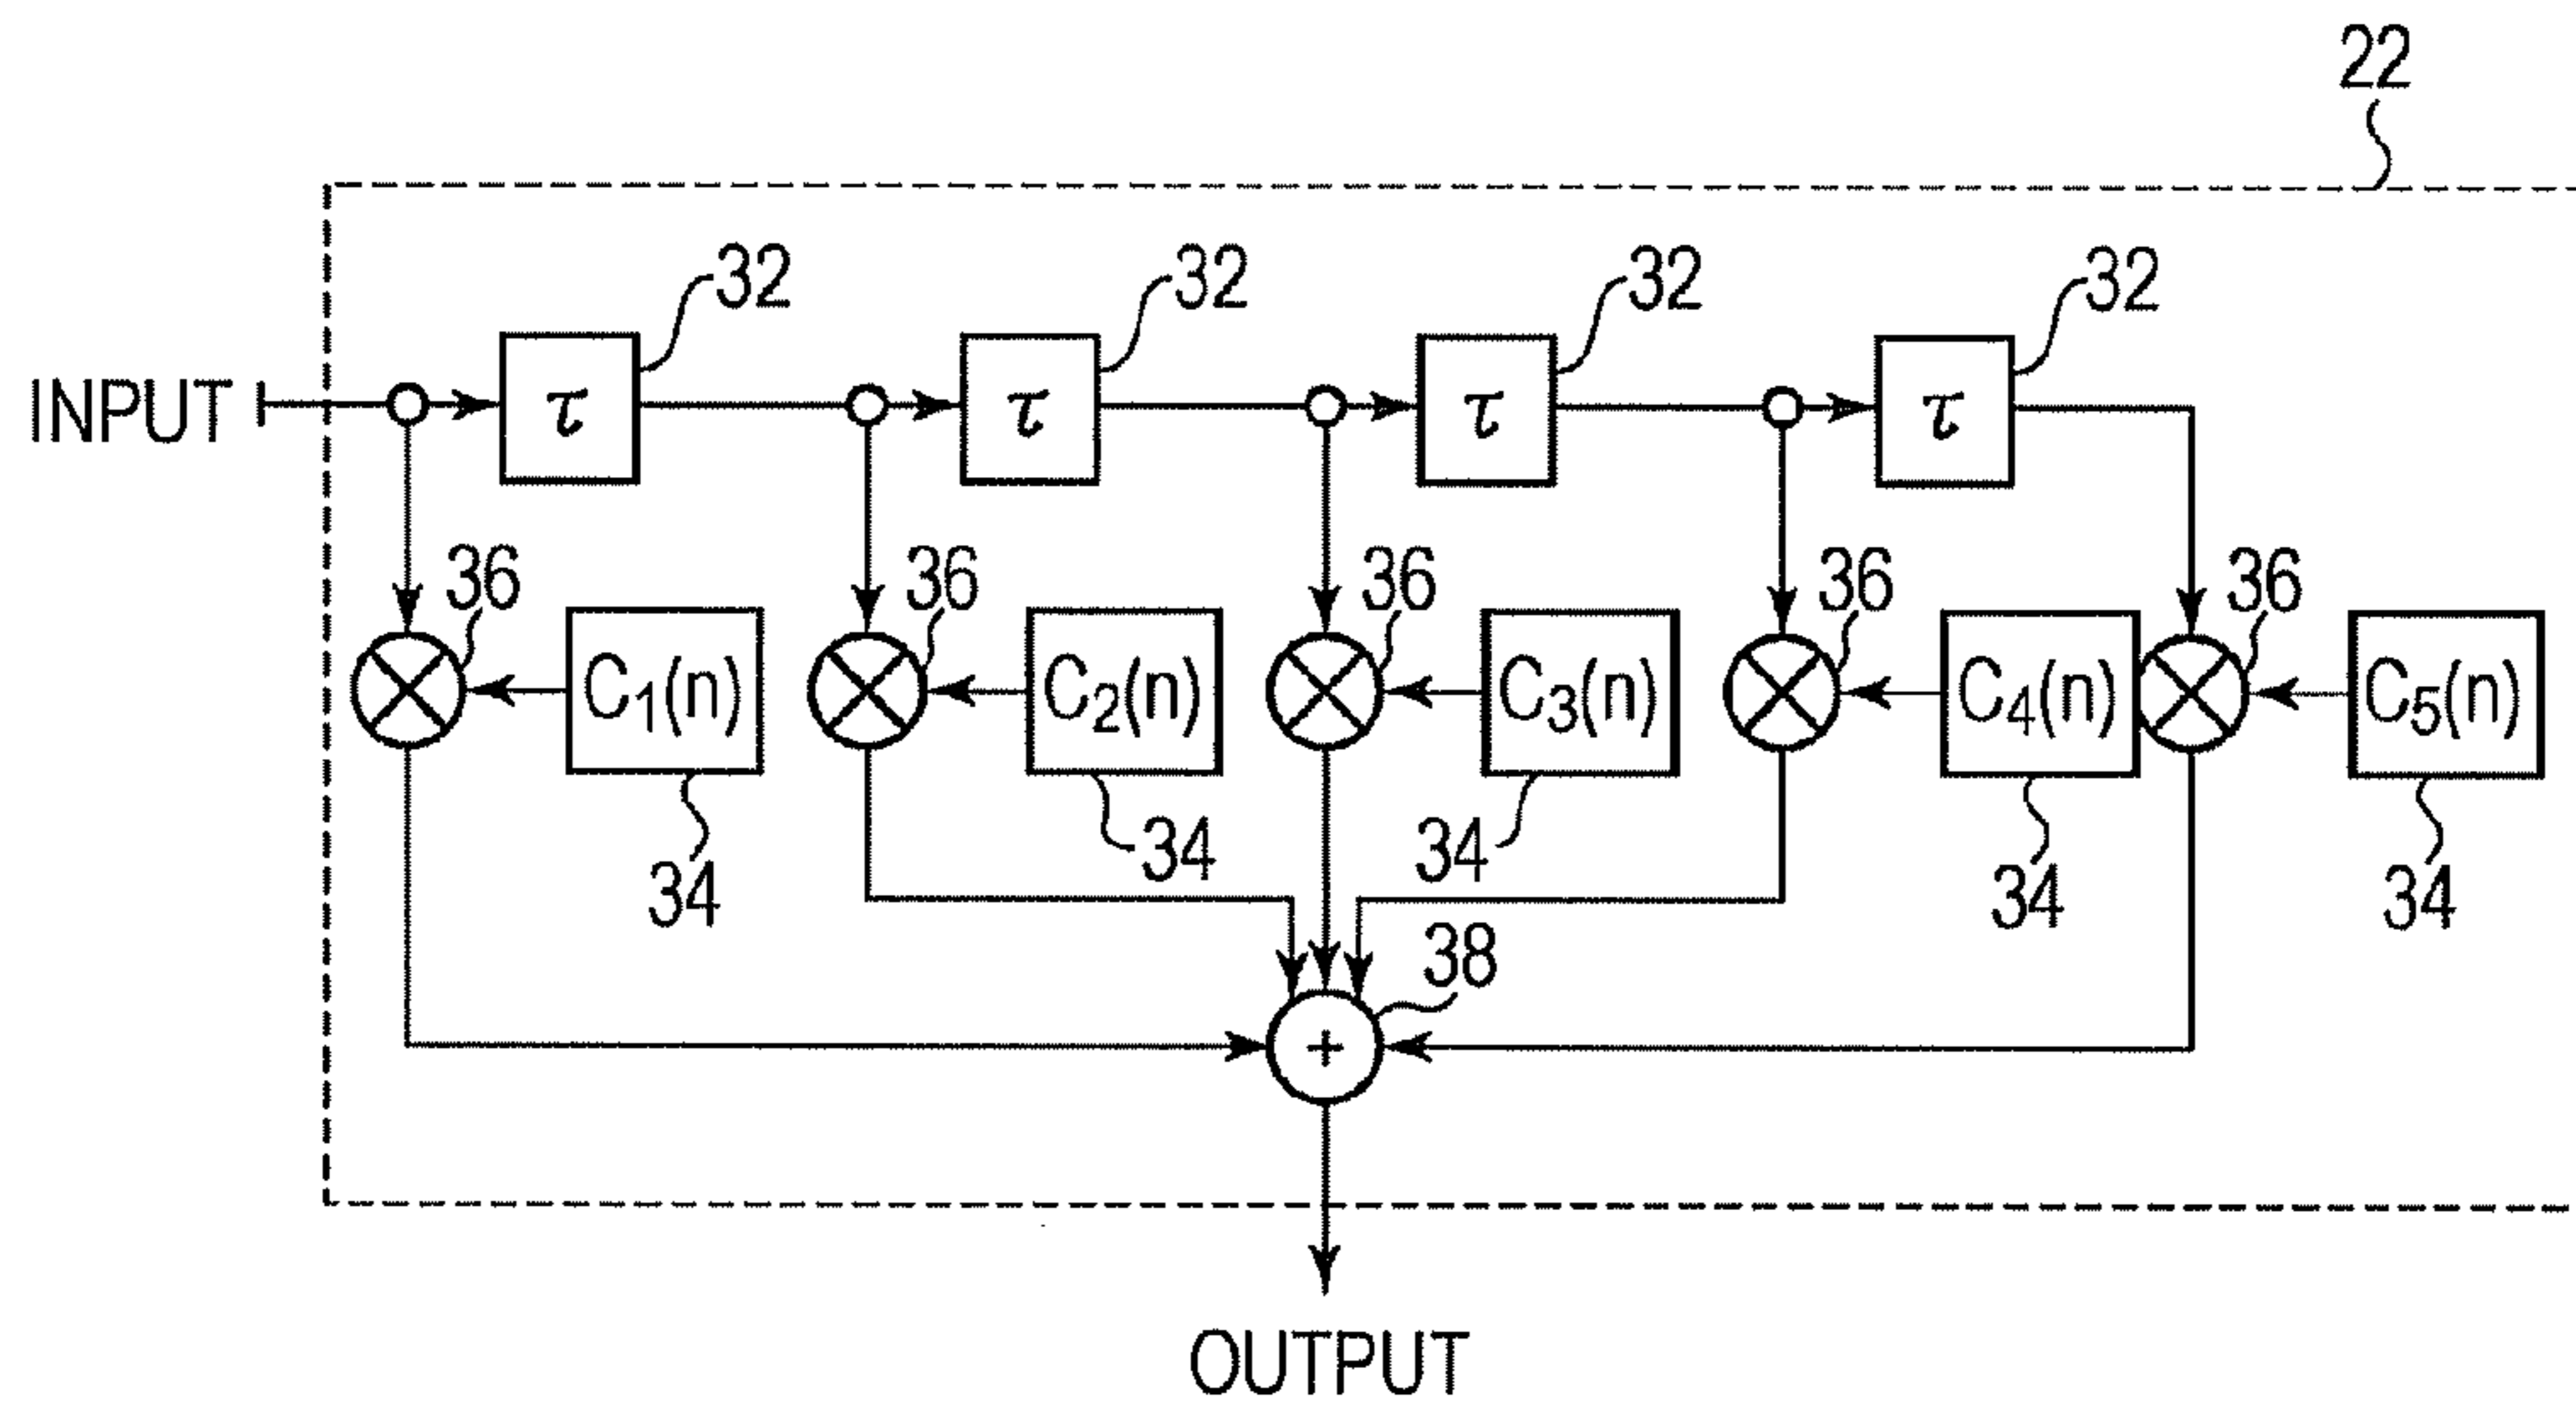 22
32 32 32 32
INPUT τ τ τ τ
36 36 36 36 36
C₁(n) C₂(n) C₃(n) C₄(n) C₅(n)
34 34 34 34 34
38
+
OUTPUT